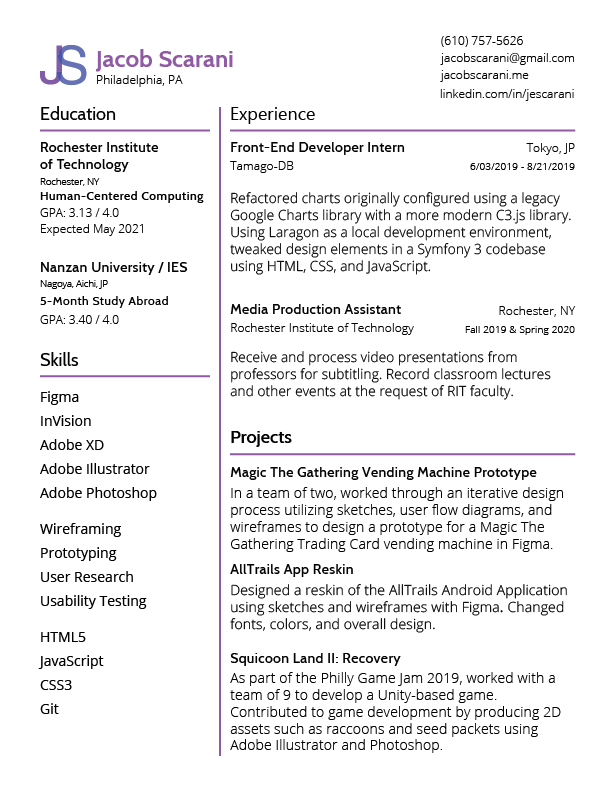 JS
Jacob Scarani
Philadelphia, PA
(610) 757-5626
jacobscarani@gmail.com
jacobscarani.me
linkedin.com/in/jescarani
Education
Rochester Institute
of Technology
Rochester, NY
Human-Centered Computing
GPA: 3.13 / 4.0
Expected May 2021
Nanzan University / IES
Nagoya, Aichi, JP
5-Month Study Abroad
GPA: 3.40 / 4.0
Skills
Figma
InVision
Adobe XD
Adobe Illustrator
Adobe Photoshop
Wireframing
Prototyping
User Research
Usability Testing
HTML5
JavaScript
CSS3
Git
Experience
Front-End Developer Intern
Tokyo, JP
Tamago-DB
6/03/2019 - 8/21/2019
Refactored charts originally configured using a legacy
Google Charts library with a more modern C3.js library.
Using Laragon as a local development environment,
tweaked design elements in a Symfony 3 codebase
using HTML, CSS, and JavaScript.
Media Production Assistant
Rochester, NY
Rochester Institute of Technology
Fall 2019 & Spring 2020
Receive and process video presentations from
professors for subtitling. Record classroom lectures
and other events at the request of RIT faculty.
Projects
Magic The Gathering Vending Machine Prototype
In a team of two, worked through an iterative design
process utilizing sketches, user flow diagrams, and
wireframes to design a prototype for a Magic The
Gathering Trading Card vending machine in Figma.
AllTrails App Reskin
Designed a reskin of the AllTrails Android Application
using sketches and wireframes with Figma. Changed
fonts, colors, and overall design.
Squicoon Land II: Recovery
As part of the Philly Game Jam 2019, worked with a
team of 9 to develop a Unity-based game.
Contributed to game development by producing 2D
assets such as raccoons and seed packets using
Adobe Illustrator and Photoshop.